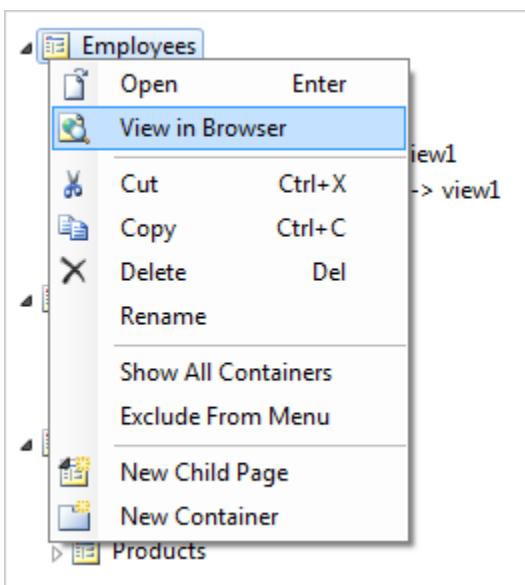 Employees
Open Enter
View in Browser
iew1
Cut Ctrl+X
-> view1
Copy Ctrl+C
Delete Del
Rename
Show All Containers
Exclude From Menu
New Child Page
New Container
Products